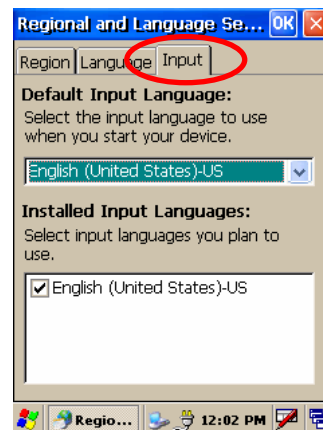 Regional and Language Se... OK
Region Language Input
Default Input Language:
Select the input language to use
when you start your device.
English (United States)-US
Installed Input Languages:
Select input languages you plan to
use.
English (United States)-US
Regio... 12:02 PM